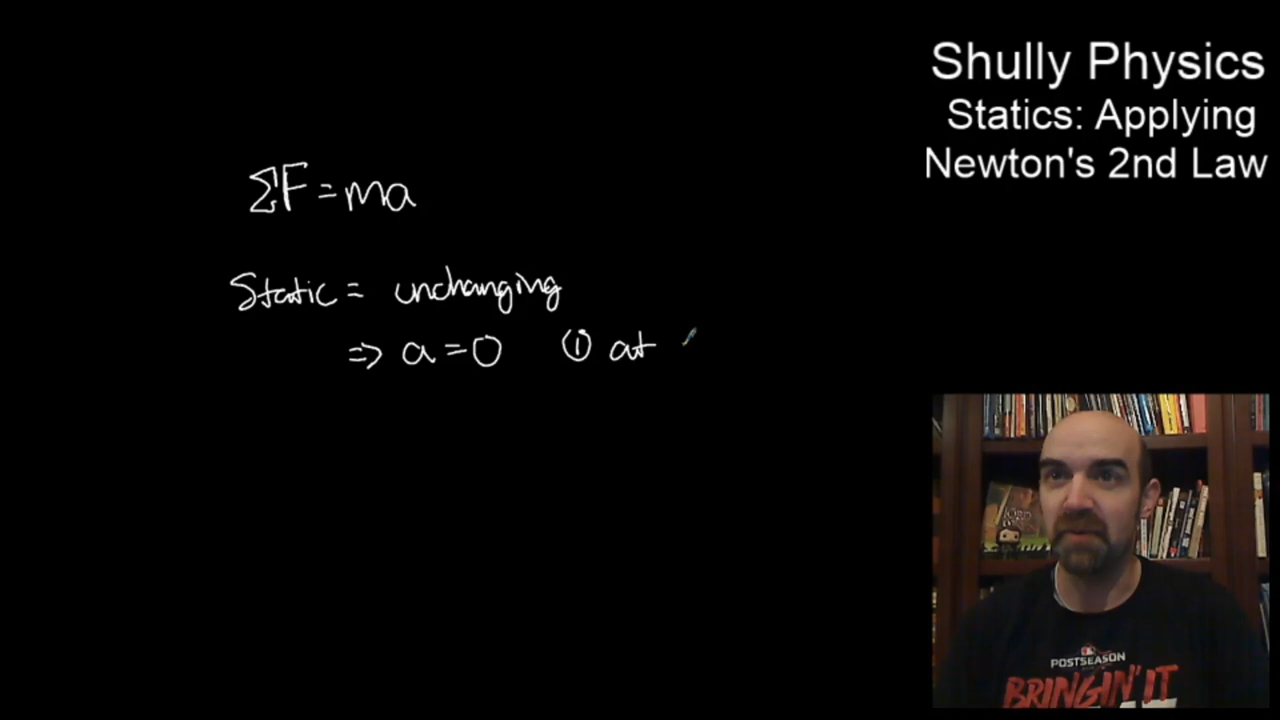 Shully Physics
Statics: Applying
Newton's 2nd Law
ΣF = ma
Static = unchanging
⇒ a = 0 ① at
POSTSEASON
BRINGIN' IT